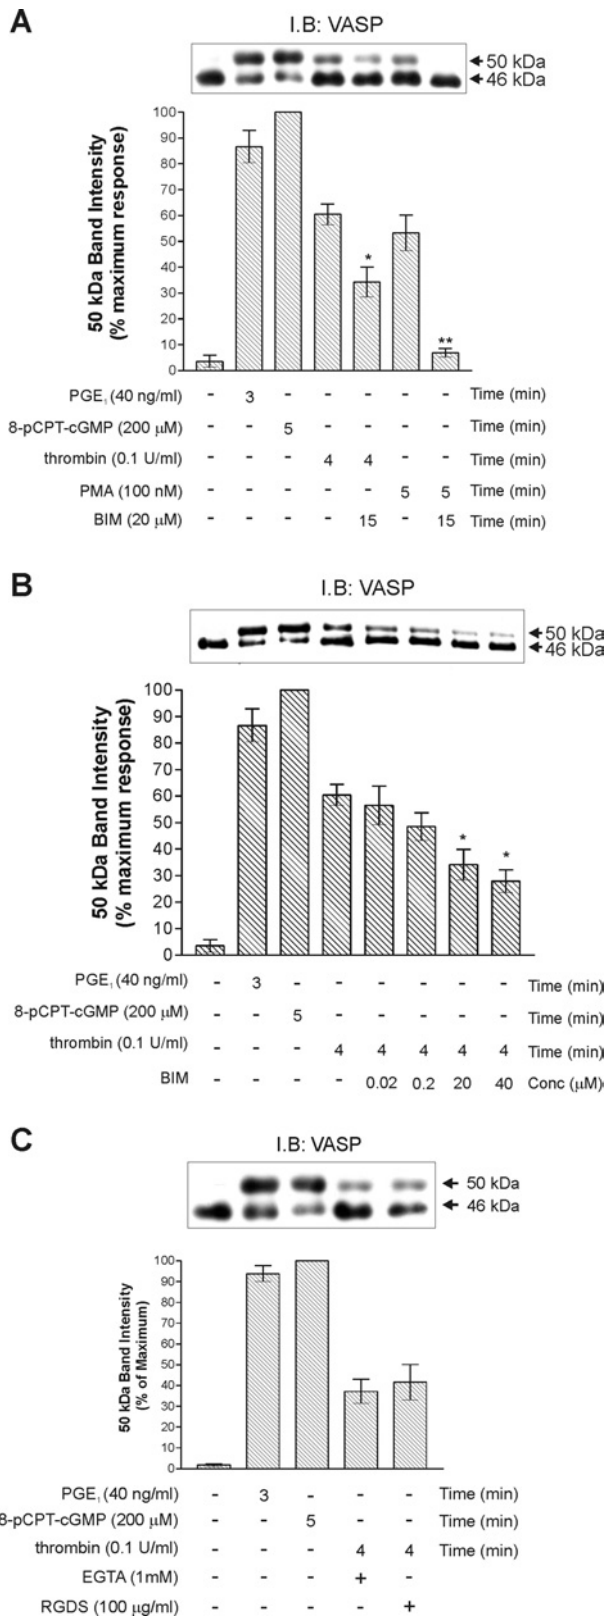 A
I.B: VASP
50 kDa
46 kDa
50 kDa Band Intensity
(% maximum response)
100
90
80
70
60
50
40
30
20
10
0
*
**
PGE₁ (40 ng/ml) - 3 - - - - - Time (min)
8-pCPT-cGMP (200 μM) - - 5 - - - - Time (min)
thrombin (0.1 U/ml) - - - 4 4 - - Time (min)
PMA (100 nM) - - - - - 5 5 Time (min)
BIM (20 μM) - - - - 15 - 15 Time (min)
B
I.B: VASP
50 kDa
46 kDa
50 kDa Band Intensity
(% maximum response)
100
90
80
70
60
50
40
30
20
10
0
* *
PGE₁ (40 ng/ml) - 3 - - - - - - Time (min)
8-pCPT-cGMP (200 μM) - - 5 - - - - - Time (min)
thrombin (0.1 U/ml) - - - 4 4 4 4 4 Time (min)
BIM - - - - 0.02 0.2 20 40 Conc (μM)
C
I.B: VASP
50 kDa
46 kDa
50 kDa Band Intensity
(% of Maximum)
100
90
80
70
60
50
40
30
20
10
0
PGE₁ (40 ng/ml) - 3 - - - Time (min)
8-pCPT-cGMP (200 μM) - - 5 - - Time (min)
thrombin (0.1 U/ml) - - - 4 4 Time (min)
EGTA (1mM) - - - + -
RGDS (100 μg/ml) - - - - +